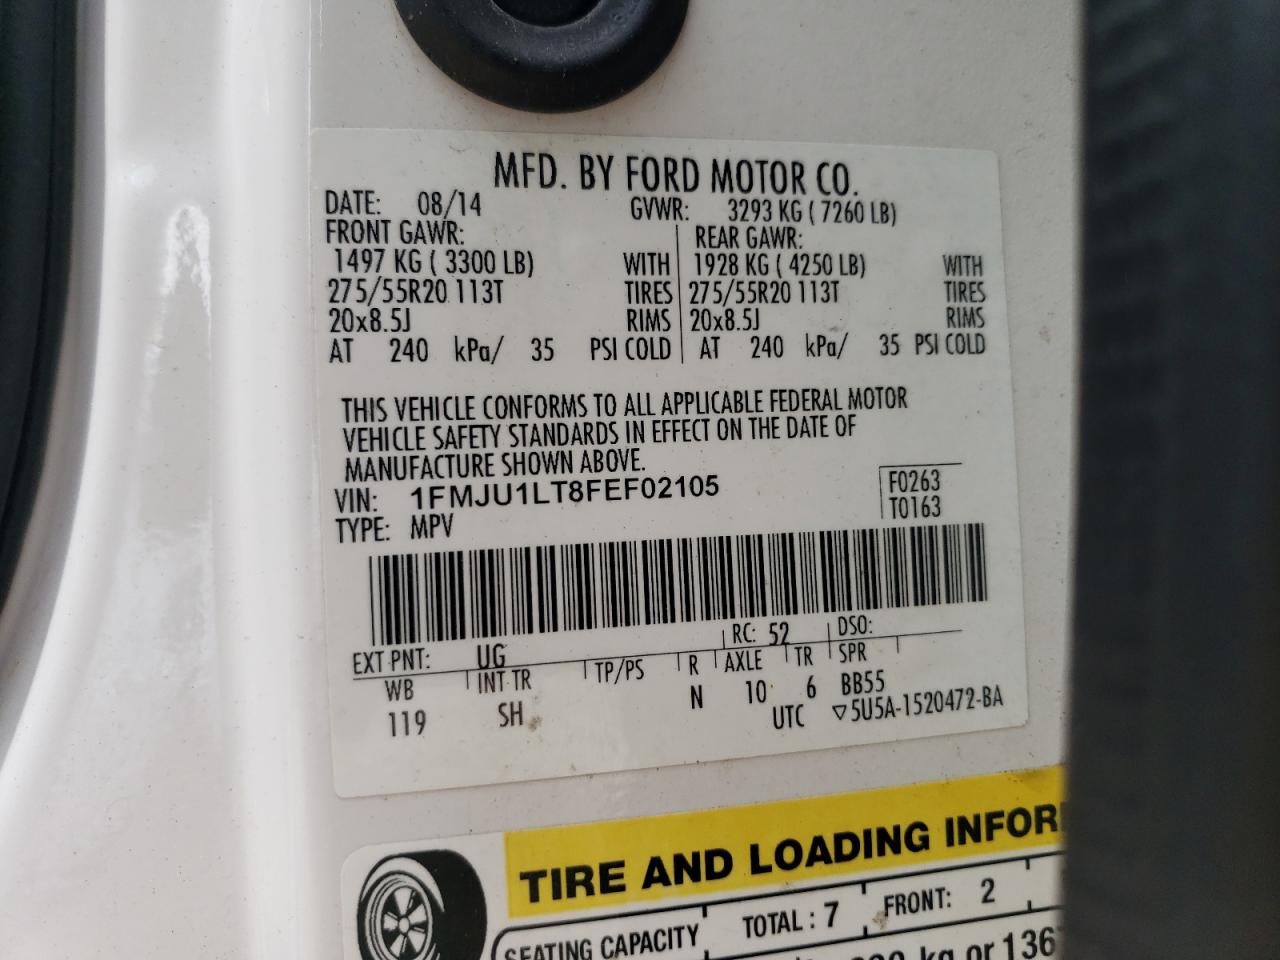 MFD. BY FORD MOTOR CO.
DATE: 08/14 GVWR: 3293 KG ( 7260 LB)
FRONT GAWR: REAR GAWR:
1497 KG ( 3300 LB) WITH 1928 KG ( 4250 LB) WITH
275/55R20 113T TIRES 275/55R20 113T TIRES
20x8.5J RIMS 20x8.5J RIMS
AT 240 kPa/ 35 PSI COLD AT 240 kPa/ 35 PSI COLD
THIS VEHICLE CONFORMS TO ALL APPLICABLE FEDERAL MOTOR
VEHICLE SAFETY STANDARDS IN EFFECT ON THE DATE OF
MANUFACTURE SHOWN ABOVE.
VIN: 1FMJU1LT8FEF02105 F0263
TYPE: MPV T0163
EXT PNT: UG RC: 52 DSO:
WB INT TR TP/PS R AXLE TR SPR
119 SH N 10 6 BB55
UTC ▽5U5A-1520472-BA
TIRE AND LOADING INFOR
SEATING CAPACITY TOTAL : 7 FRONT: 2
kg or 136